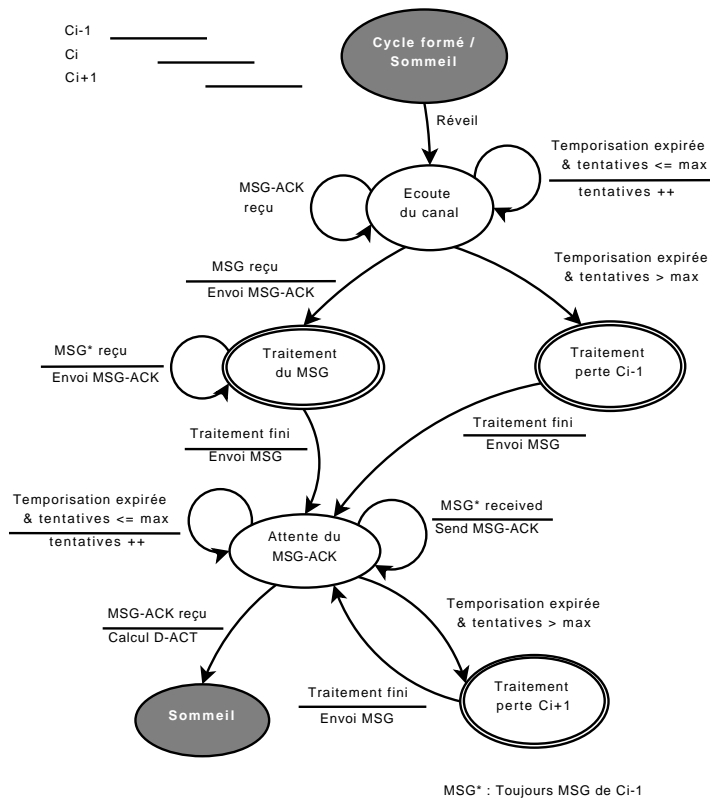 Ci-1
Ci
Ci+1
Cycle formé /
Sommeil
Réveil
Temporisation expirée
& tentatives <= max
tentatives ++
MSG-ACK
reçu
Ecoute
du canal
MSG reçu
Envoi MSG-ACK
Temporisation expirée
& tentatives > max
MSG* reçu
Envoi MSG-ACK
Traitement
du MSG
Traitement
perte Ci-1
Traitement fini
Envoi MSG
Traitement fini
Envoi MSG
Temporisation expirée
& tentatives <= max
tentatives ++
Attente du
MSG-ACK
MSG* received
Send MSG-ACK
MSG-ACK reçu
Calcul D-ACT
Temporisation expirée
& tentatives > max
Sommeil
Traitement fini
Envoi MSG
Traitement
perte Ci+1
MSG* : Toujours MSG de Ci-1